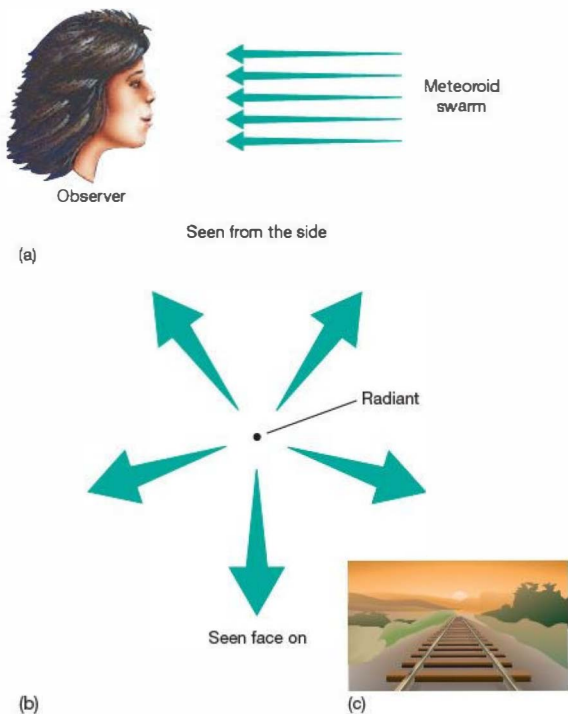 Meteoroid
swarm
Observer
Seen from the side
(a)
Radiant
Seen face on
(b)
(c)